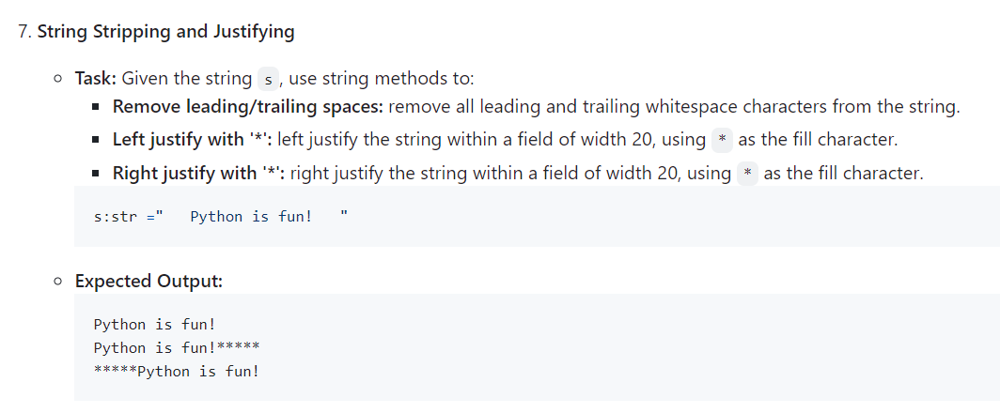 7. String Stripping and Justifying
Task: Given the string s, use string methods to:
Remove leading/trailing spaces: remove all leading and trailing whitespace characters from the string.
Left justify with '*': left justify the string within a field of width 20, using * as the fill character.
Right justify with '*': right justify the string within a field of width 20, using * as the fill character.
s:str ="   Python is fun!   "
Expected Output:
Python is fun!
Python is fun!*****
*****Python is fun!